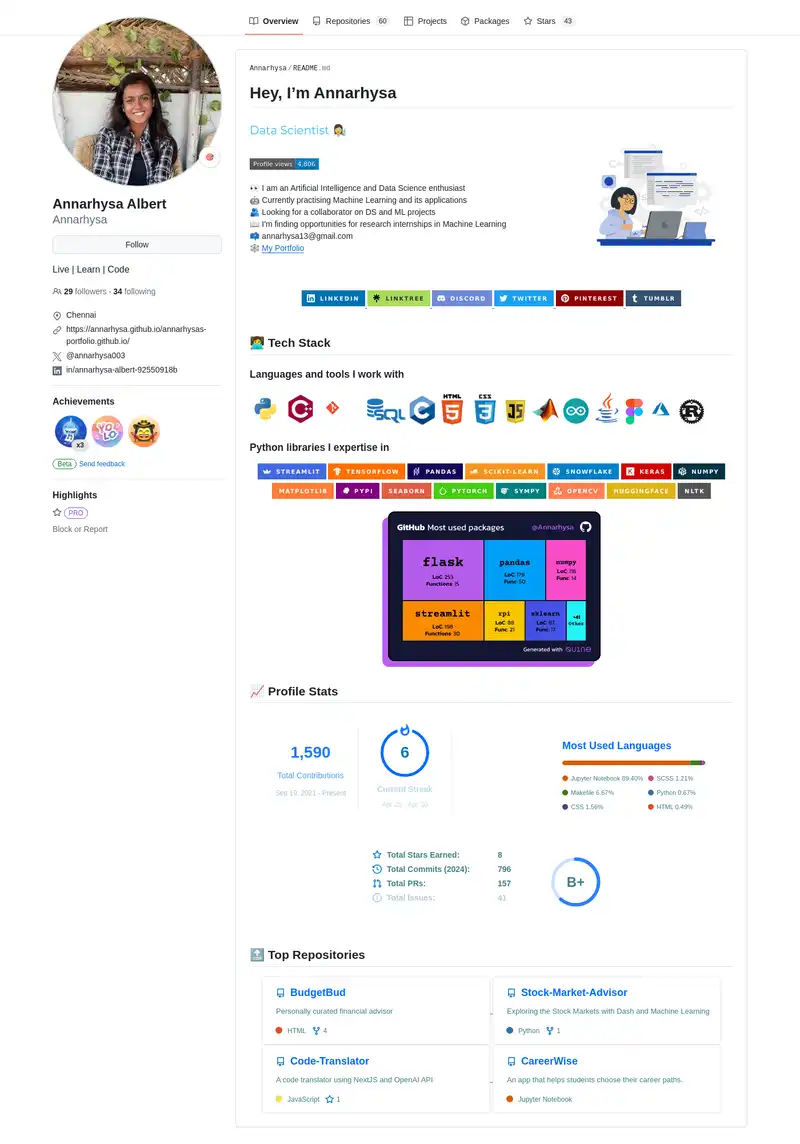 Overview
Repositories 60
Projects
Packages
Stars 43
Annarhysa Albert
Annarhysa
Follow
Live | Learn | Code
29 followers · 34 following
Chennai
https://annarhysa.github.io/annarhysas-
portfolio.github.io/
@annarhysa003
in/annarhysa-albert-92550918b
Achievements
x3
Beta Send feedback
Highlights
PRO
Block or Report
Annarhysa / README.md
Hey, I'm Annarhysa
Data Scientist
Profile views 4,806
👀 I am an Artificial Intelligence and Data Science enthusiast
🤖 Currently practising Machine Learning and its applications
🫂 Looking for a collaborator on DS and ML projects
📖 I'm finding opportunities for research internships in Machine Learning
📫 annarhysa13@gmail.com
🕸️ My Portfolio
LINKEDIN LINKTREE DISCORD TWITTER PINTEREST TUMBLR
Tech Stack
Languages and tools I work with
SQL HTML 5 CSS 3 JS Java
Python libraries I expertise in
STREAMLIT TENSORFLOW PANDAS SCIKIT-LEARN SNOWFLAKE KERAS NUMPY
MATPLOTLIB PYPI SEABORN PYTORCH SYMPY OPENCV HUGGINGFACE NLTK
GitHub Most used packages @Annarhysa
flask
LoC 253
Functions 15
pandas
LoC 179
Func 50
numpy
LoC 116
Func 14
streamlit
LoC 199
Functions 30
rpi
LoC 89
Func 21
sklearn
LoC 87
Func 17
+41
Other
Generated with QUINE
Profile Stats
1,590
Total Contributions
Sep 19, 2021 - Present
6
Current Streak
Most Used Languages
Jupyter Notebook 89.40%
SCSS 1.21%
Makefile 6.67%
Python 0.67%
CSS 1.56%
HTML 0.49%
Total Stars Earned: 8
Total Commits (2024): 796
Total PRs: 157
Total Issues: 41
B+
Top Repositories
BudgetBud
Personally curated financial advisor
HTML 4
Stock-Market-Advisor
Exploring the Stock Markets with Dash and Machine Learning
Python 1
Code-Translator
A code translator using NextJS and OpenAI API
JavaScript 1
CareerWise
An app that helps students choose their career paths.
Jupyter Notebook